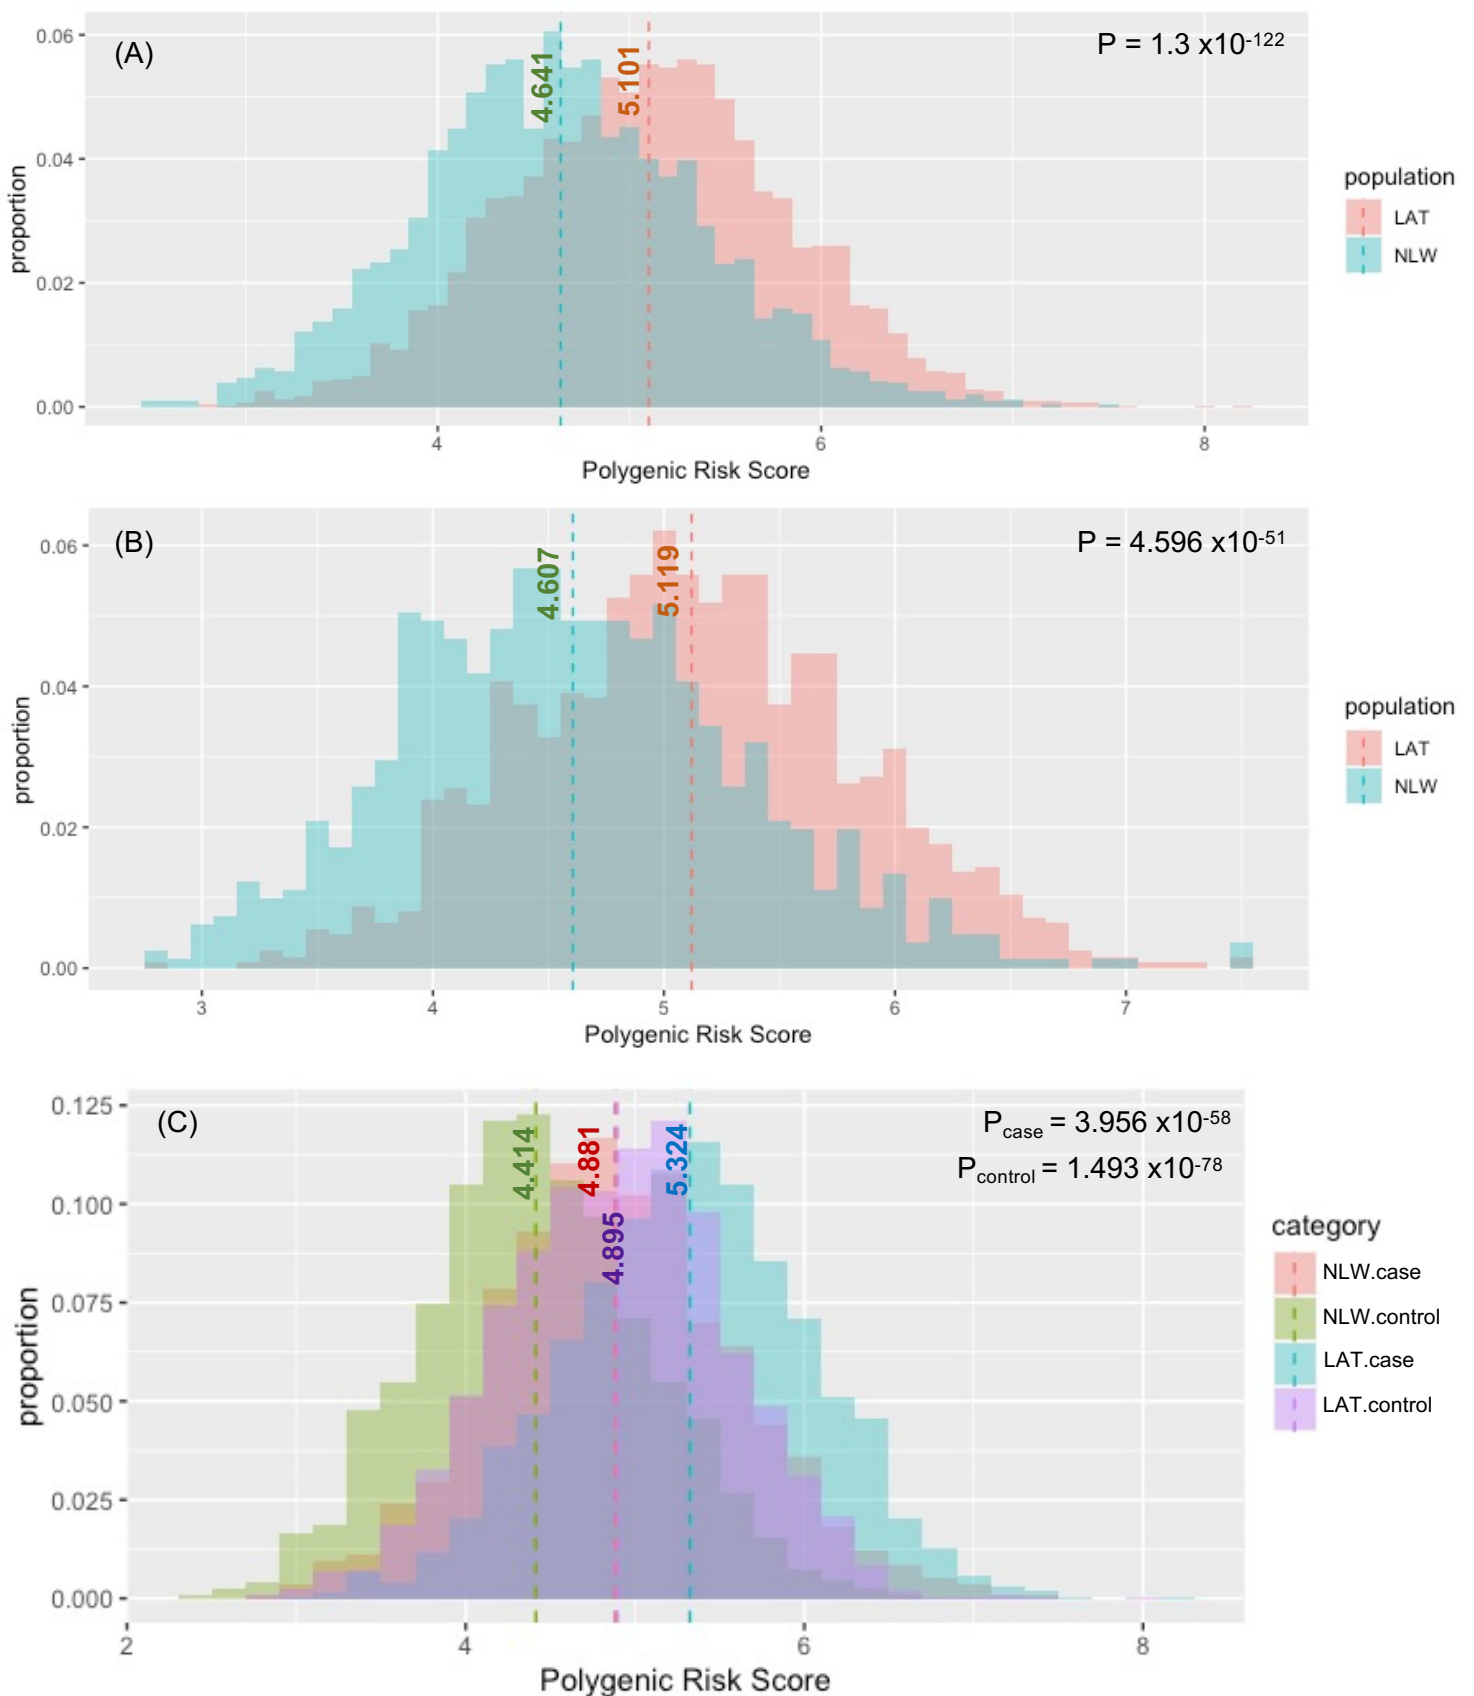 (A)
P = 1.3 x10-122
4.641
5.101
0.06
0.04
0.02
0.00
proportion
4 6 8
Polygenic Risk Score
population
LAT
NLW
(B)
P = 4.596 x10-51
4.607
5.119
0.06
0.04
0.02
0.00
proportion
3 4 5 6 7
Polygenic Risk Score
population
LAT
NLW
(C)
Pcase = 3.956 x10-58
Pcontrol = 1.493 x10-78
4.414
4.881
4.895
5.324
0.125
0.100
0.075
0.050
0.025
0.000
proportion
2 4 6 8
Polygenic Risk Score
category
NLW.case
NLW.control
LAT.case
LAT.control